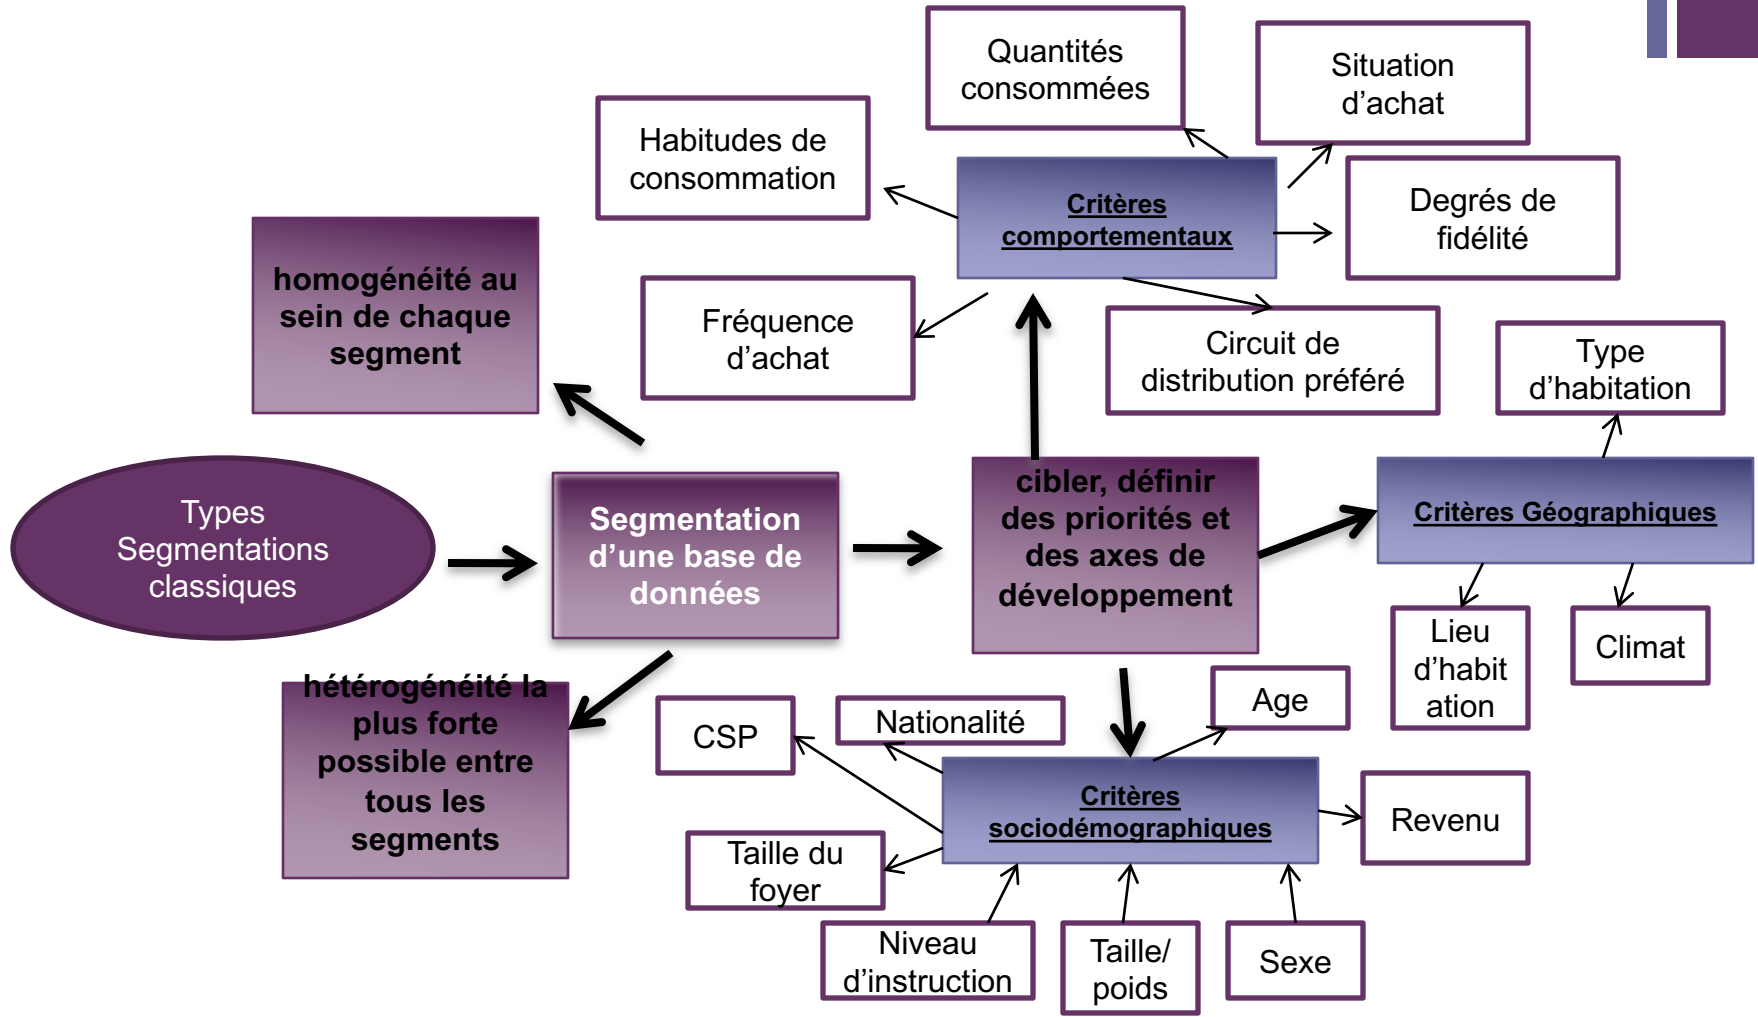 Quantités
consommées
Situation
d’achat
Habitudes de
consommation
Critères
comportementaux
Degrés de
fidélité
homogénéité au
sein de chaque
segment
Fréquence
d’achat
Circuit de
distribution préféré
Type
d’habitation
Types
Segmentations
classiques
Segmentation
d’une base de
données
cibler, définir
des priorités et
des axes de
développement
Critères Géographiques
Lieu
d’habit
ation
Climat
hétérogénéité la
plus forte
possible entre
tous les
segments
CSP
Nationalité
Age
Critères
sociodémographiques
Revenu
Taille du
foyer
Niveau
d’instruction
Taille/
poids
Sexe